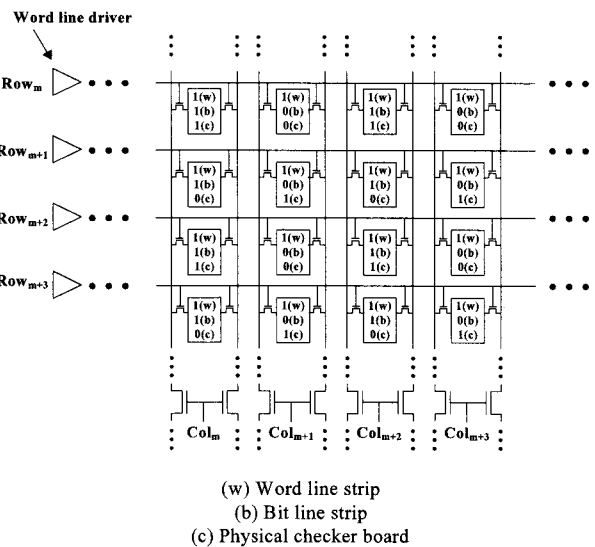 Word line driver
Row_m
1(w) 1(w) 1(w) 1(w)
1(b) 0(b) 1(b) 0(b)
1(c) 0(c) 1(c) 0(c)
Row_m+1
1(w) 1(w) 1(w) 1(w)
1(b) 0(b) 1(b) 0(b)
0(c) 1(c) 0(c) 1(c)
Row_m+2
1(w) 1(w) 1(w) 1(w)
1(b) 0(b) 1(b) 0(b)
1(c) 0(c) 1(c) 0(c)
Row_m+3
1(w) 1(w) 1(w) 1(w)
1(b) 0(b) 1(b) 0(b)
0(c) 1(c) 0(c) 1(c)
Col_m Col_m+1 Col_m+2 Col_m+3
(w) Word line strip
(b) Bit line strip
(c) Physical checker board